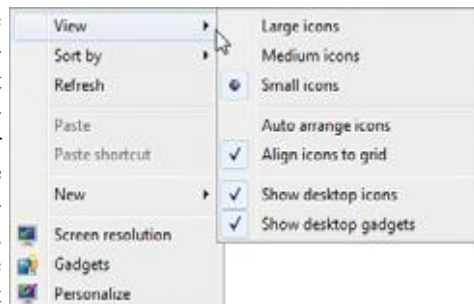 View
Sort by
Refresh
Paste
Paste shortcut
New
Screen resolution
Gadgets
Personalize
Large icons
Medium icons
Small icons
Auto arrange icons
Align icons to grid
Show desktop icons
Show desktop gadgets